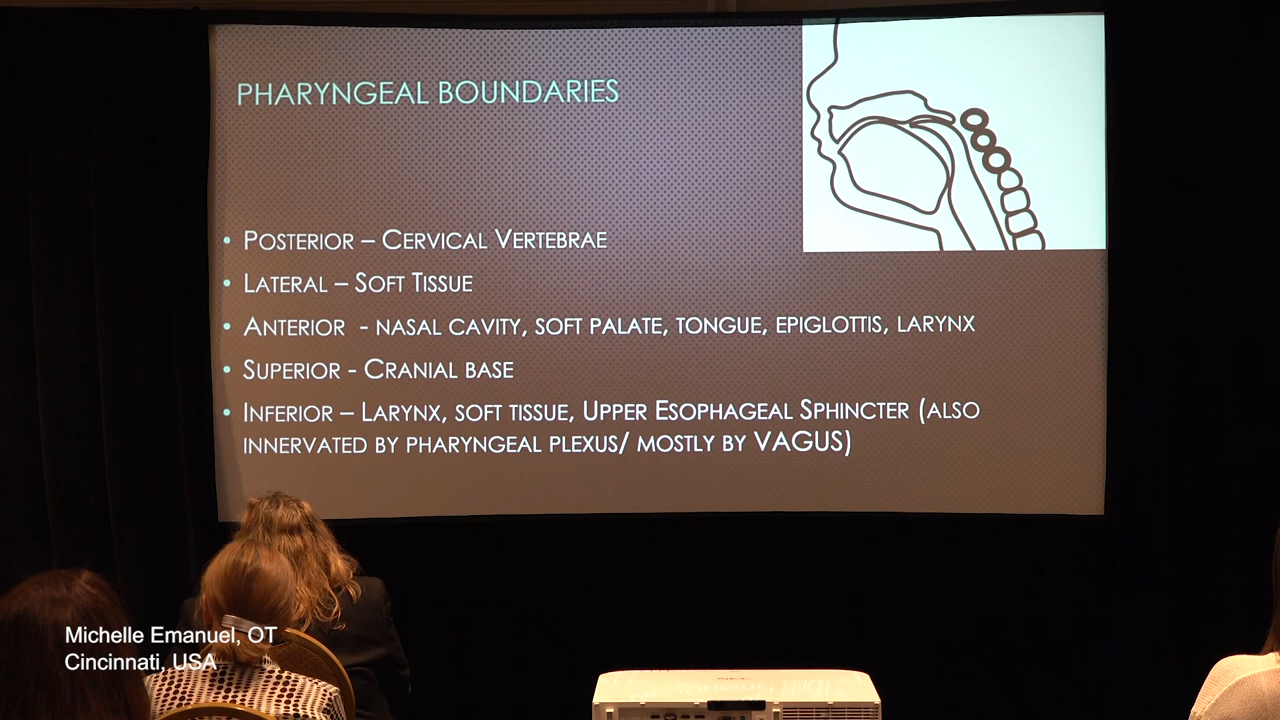 PHARYNGEAL BOUNDARIES
• POSTERIOR – CERVICAL VERTEBRAE
• LATERAL – SOFT TISSUE
• ANTERIOR - NASAL CAVITY, SOFT PALATE, TONGUE, EPIGLOTTIS, LARYNX
• SUPERIOR - CRANIAL BASE
• INFERIOR – LARYNX, SOFT TISSUE, UPPER ESOPHAGEAL SPHINCTER (ALSO
INNERVATED BY PHARYNGEAL PLEXUS/ MOSTLY BY VAGUS)
Michelle Emanuel, OT
Cincinnati, USA